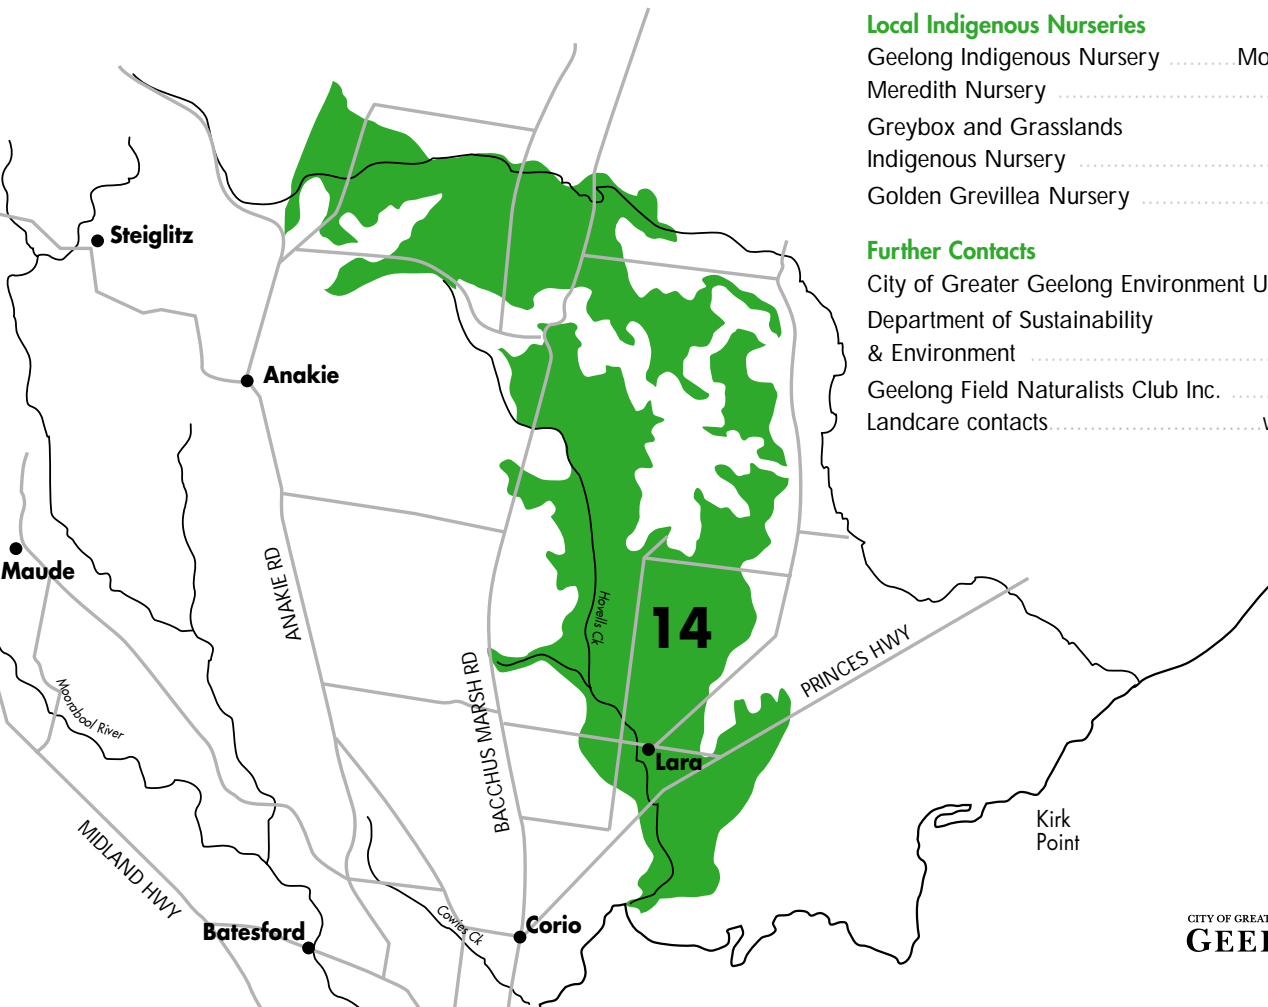 Local Indigenous Nurseries
Geelong Indigenous Nursery ..........Mo
Meredith Nursery
Greybox and Grasslands
Indigenous Nursery
Golden Grevillea Nursery
Further Contacts
City of Greater Geelong Environment U
Department of Sustainability
& Environment
Geelong Field Naturalists Club Inc.
Landcare contacts
Steiglitz
Anakie
Maude
ANAKIE RD
Hovells Ck
14
PRINCES HWY
BACCHUS MARSH RD
Moorabool River
Lara
MIDLAND HWY
Kirk
Point
Cowies Ck
Corio
Batesford
CITY OF GREAT
GEE